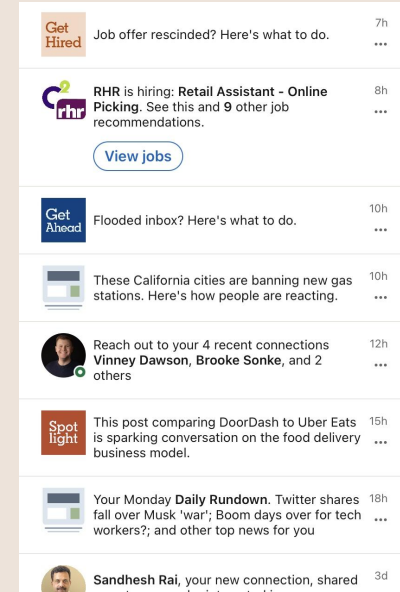 Get
Hired
Job offer rescinded? Here's what to do.
7h
C2
rhr
RHR is hiring: Retail Assistant - Online
Picking. See this and 9 other job
recommendations.
8h
View jobs
Get
Ahead
Flooded inbox? Here's what to do.
10h
These California cities are banning new gas
stations. Here's how people are reacting.
10h
Reach out to your 4 recent connections
Vinney Dawson, Brooke Sonke, and 2
others
12h
Spot
light
This post comparing DoorDash to Uber Eats
is sparking conversation on the food delivery
business model.
15h
Your Monday Daily Rundown. Twitter shares
fall over Musk 'war'; Boom days over for tech
workers?; and other top news for you
18h
Sandhesh Rai, your new connection, shared
3d